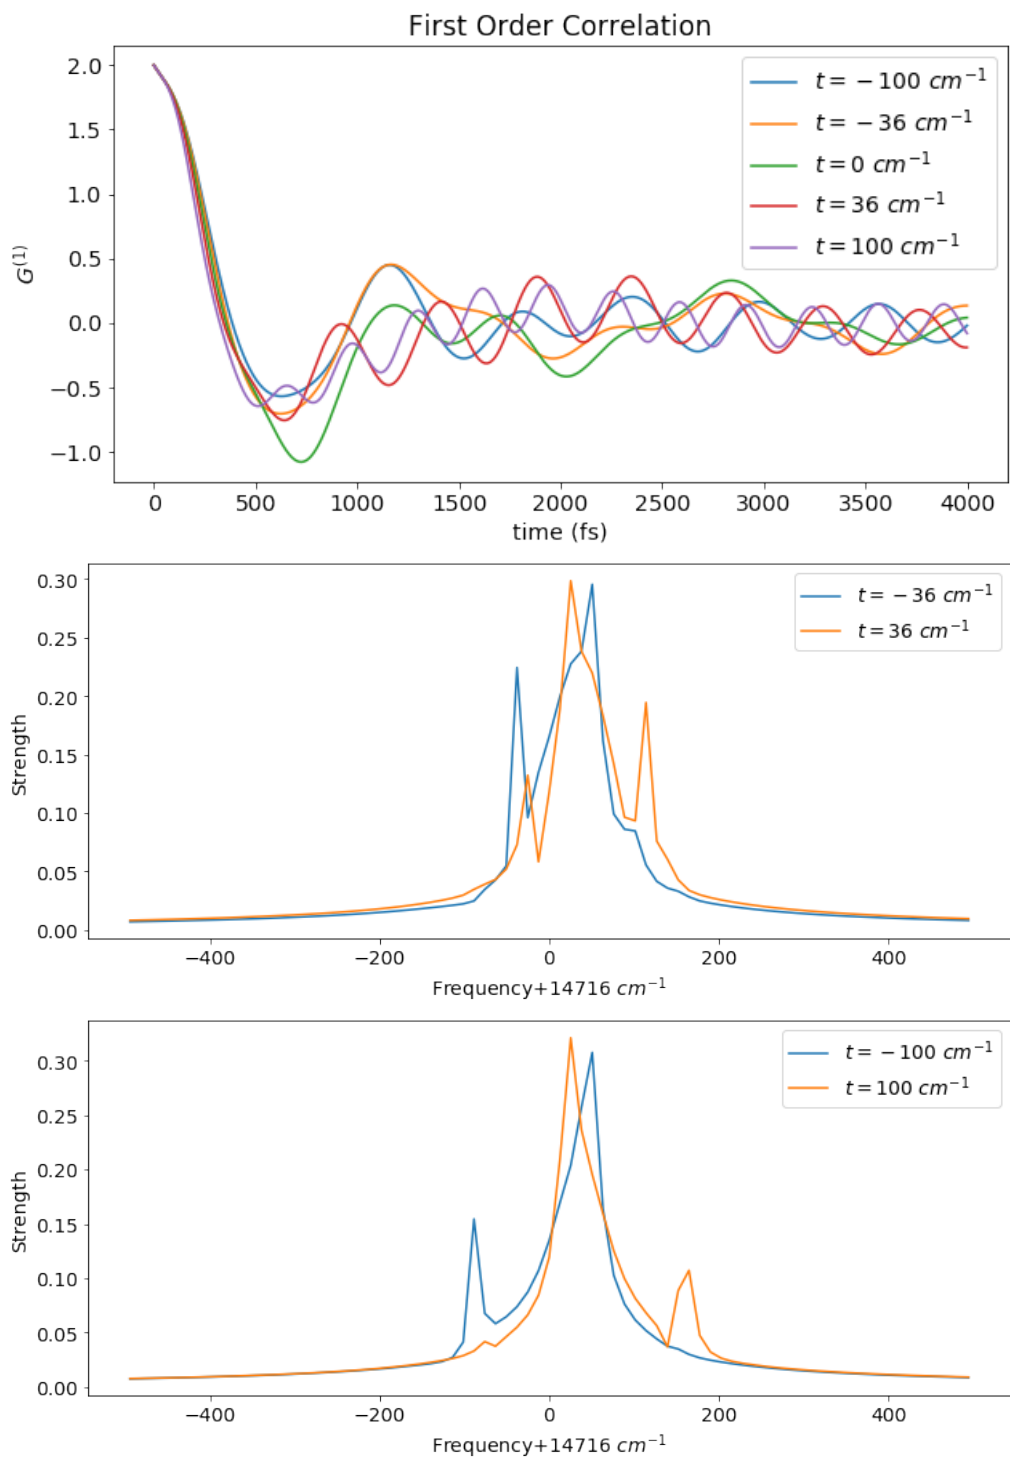 First Order Correlation
G^{(1)}
2.0
1.5
1.0
0.5
0.0
−0.5
−1.0
t = − 100 cm^{−1}
t = − 36 cm^{−1}
t = 0 cm^{−1}
t = 36 cm^{−1}
t = 100 cm^{−1}
0 500 1000 1500 2000 2500 3000 3500 4000
time (fs)
Strength
0.30
0.25
0.20
0.15
0.10
0.05
0.00
t = − 36 cm^{−1}
t = 36 cm^{−1}
−400 −200 0 200 400
Frequency+14716 cm^{−1}
Strength
0.30
0.25
0.20
0.15
0.10
0.05
0.00
t = − 100 cm^{−1}
t = 100 cm^{−1}
−400 −200 0 200 400
Frequency+14716 cm^{−1}